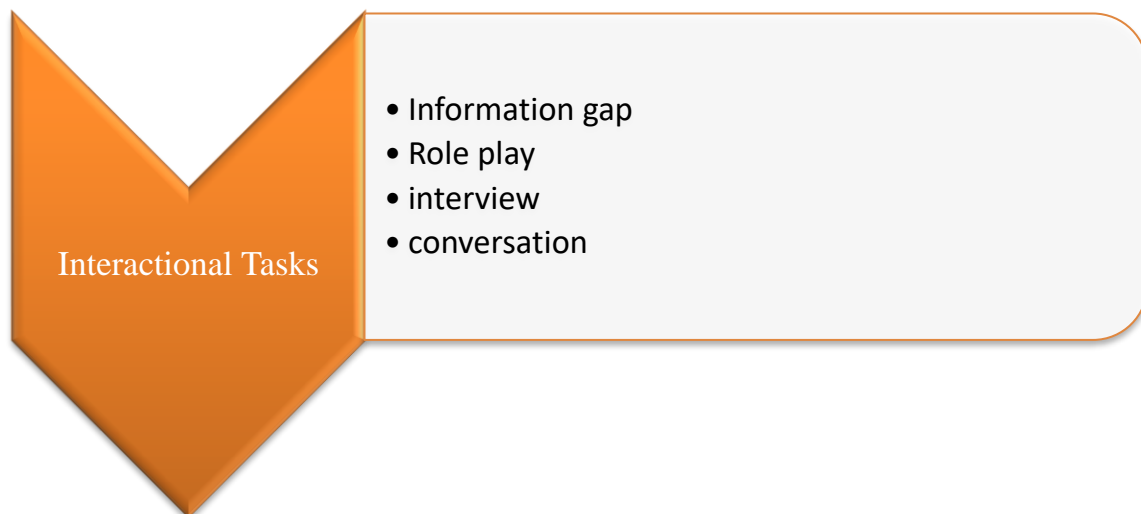 Interactional Tasks
• Information gap
• Role play
• interview
• conversation